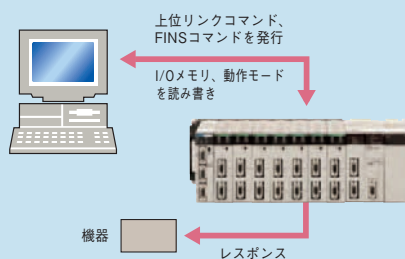 上位リンクコマンド、
FINSコマンドを発行
I/Oメモリ、動作モード
を読み書き
機器
レスポンス